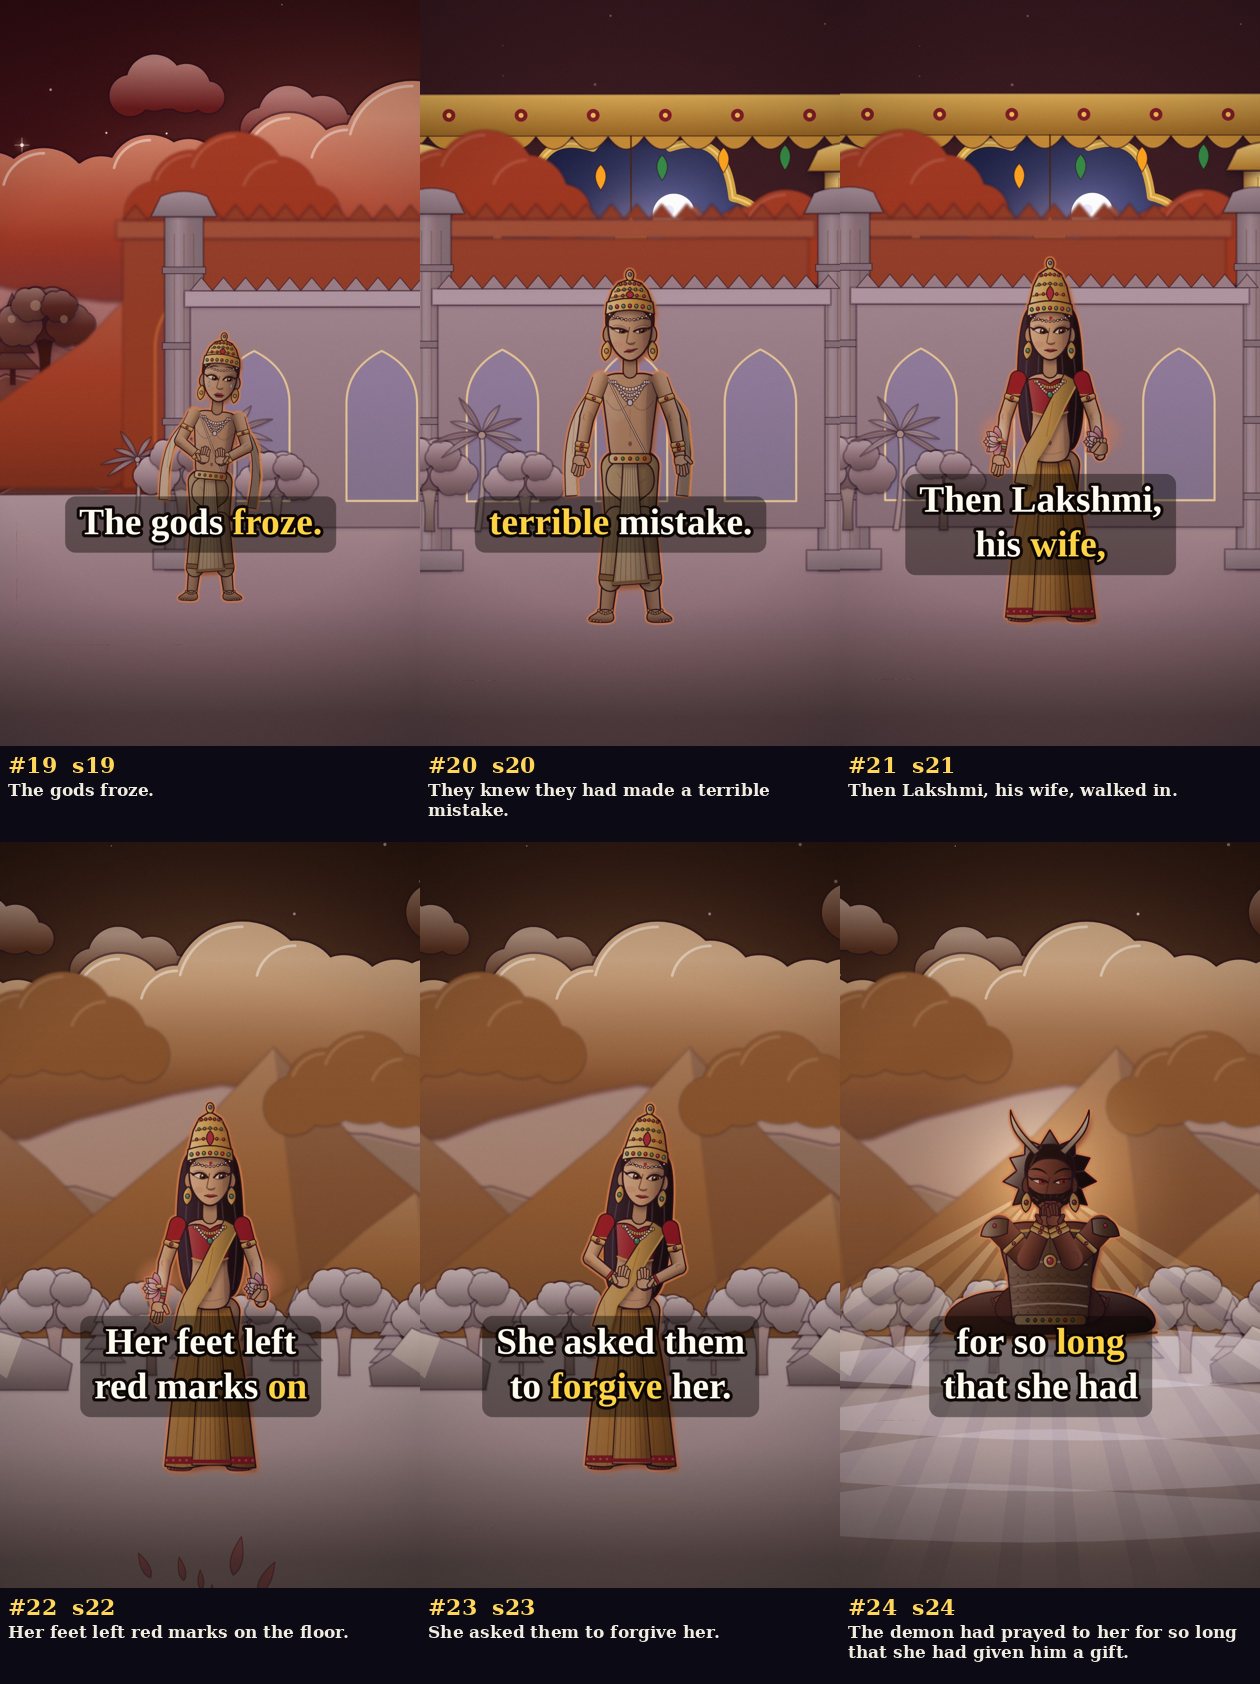 The gods froze.
terrible mistake.
Then Lakshmi,
his wife,
#19 s19
The gods froze.
#20 s20
They knew they had made a terrible
mistake.
#21 s21
Then Lakshmi, his wife, walked in.
Her feet left
red marks on
She asked them
to forgive her.
for so long
that she had
#22 s22
Her feet left red marks on the floor.
#23 s23
She asked them to forgive her.
#24 s24
The demon had prayed to her for so long
that she had given him a gift.